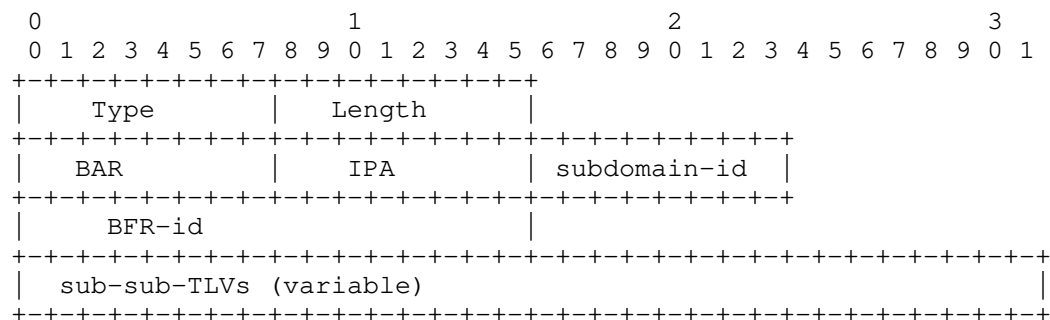 0                   1                   2                   3
0 1 2 3 4 5 6 7 8 9 0 1 2 3 4 5 6 7 8 9 0 1 2 3 4 5 6 7 8 9 0 1
+-+-+-+-+-+-+-+-+-+-+-+-+-+-+-+-+
|    Type       |   Length      |
+-+-+-+-+-+-+-+-+-+-+-+-+-+-+-+-+-+-+-+-+-+-+-+-+
|   BAR         |    IPA        | subdomain-id  |
+-+-+-+-+-+-+-+-+-+-+-+-+-+-+-+-+-+-+-+-+-+-+-+-+
|     BFR-id                    |
+-+-+-+-+-+-+-+-+-+-+-+-+-+-+-+-+-+-+-+-+-+-+-+-+-+-+-+-+-+-+-+-+
|  sub-sub-TLVs (variable)                                      |
+-+-+-+-+-+-+-+-+-+-+-+-+-+-+-+-+-+-+-+-+-+-+-+-+-+-+-+-+-+-+-+-+